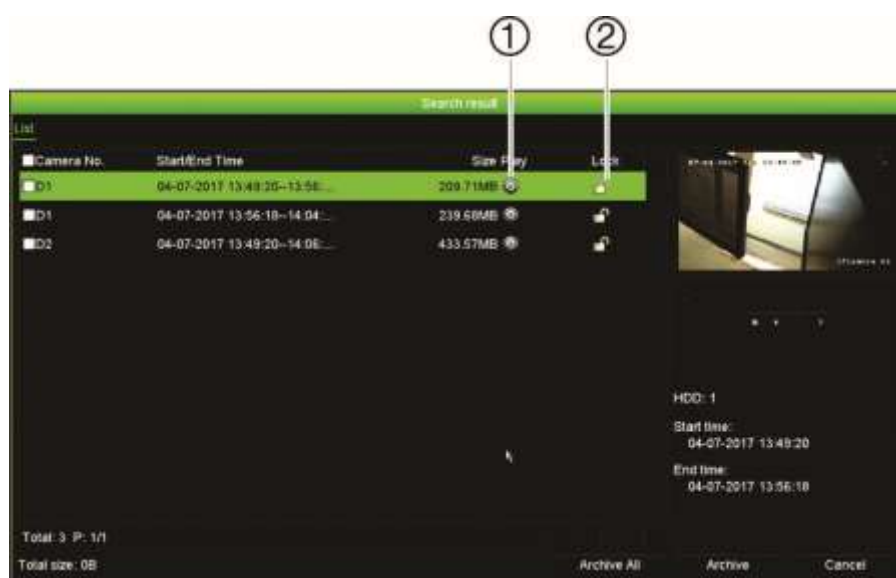 ① ②
Search result
List
Camera No. Start/End Time Size Play Lock
D1 04-07-2017 13:49:20--13:56:... 209.71MB
D1 04-07-2017 13:56:18--14:04:... 239.68MB
D2 04-07-2017 13:49:20--14:06:... 433.57MB
HDD: 1
Start time:
04-07-2017 13:49:20
End time:
04-07-2017 13:56:18
Total: 3 P: 1/1
Total size: 0B Archive All Archive Cancel